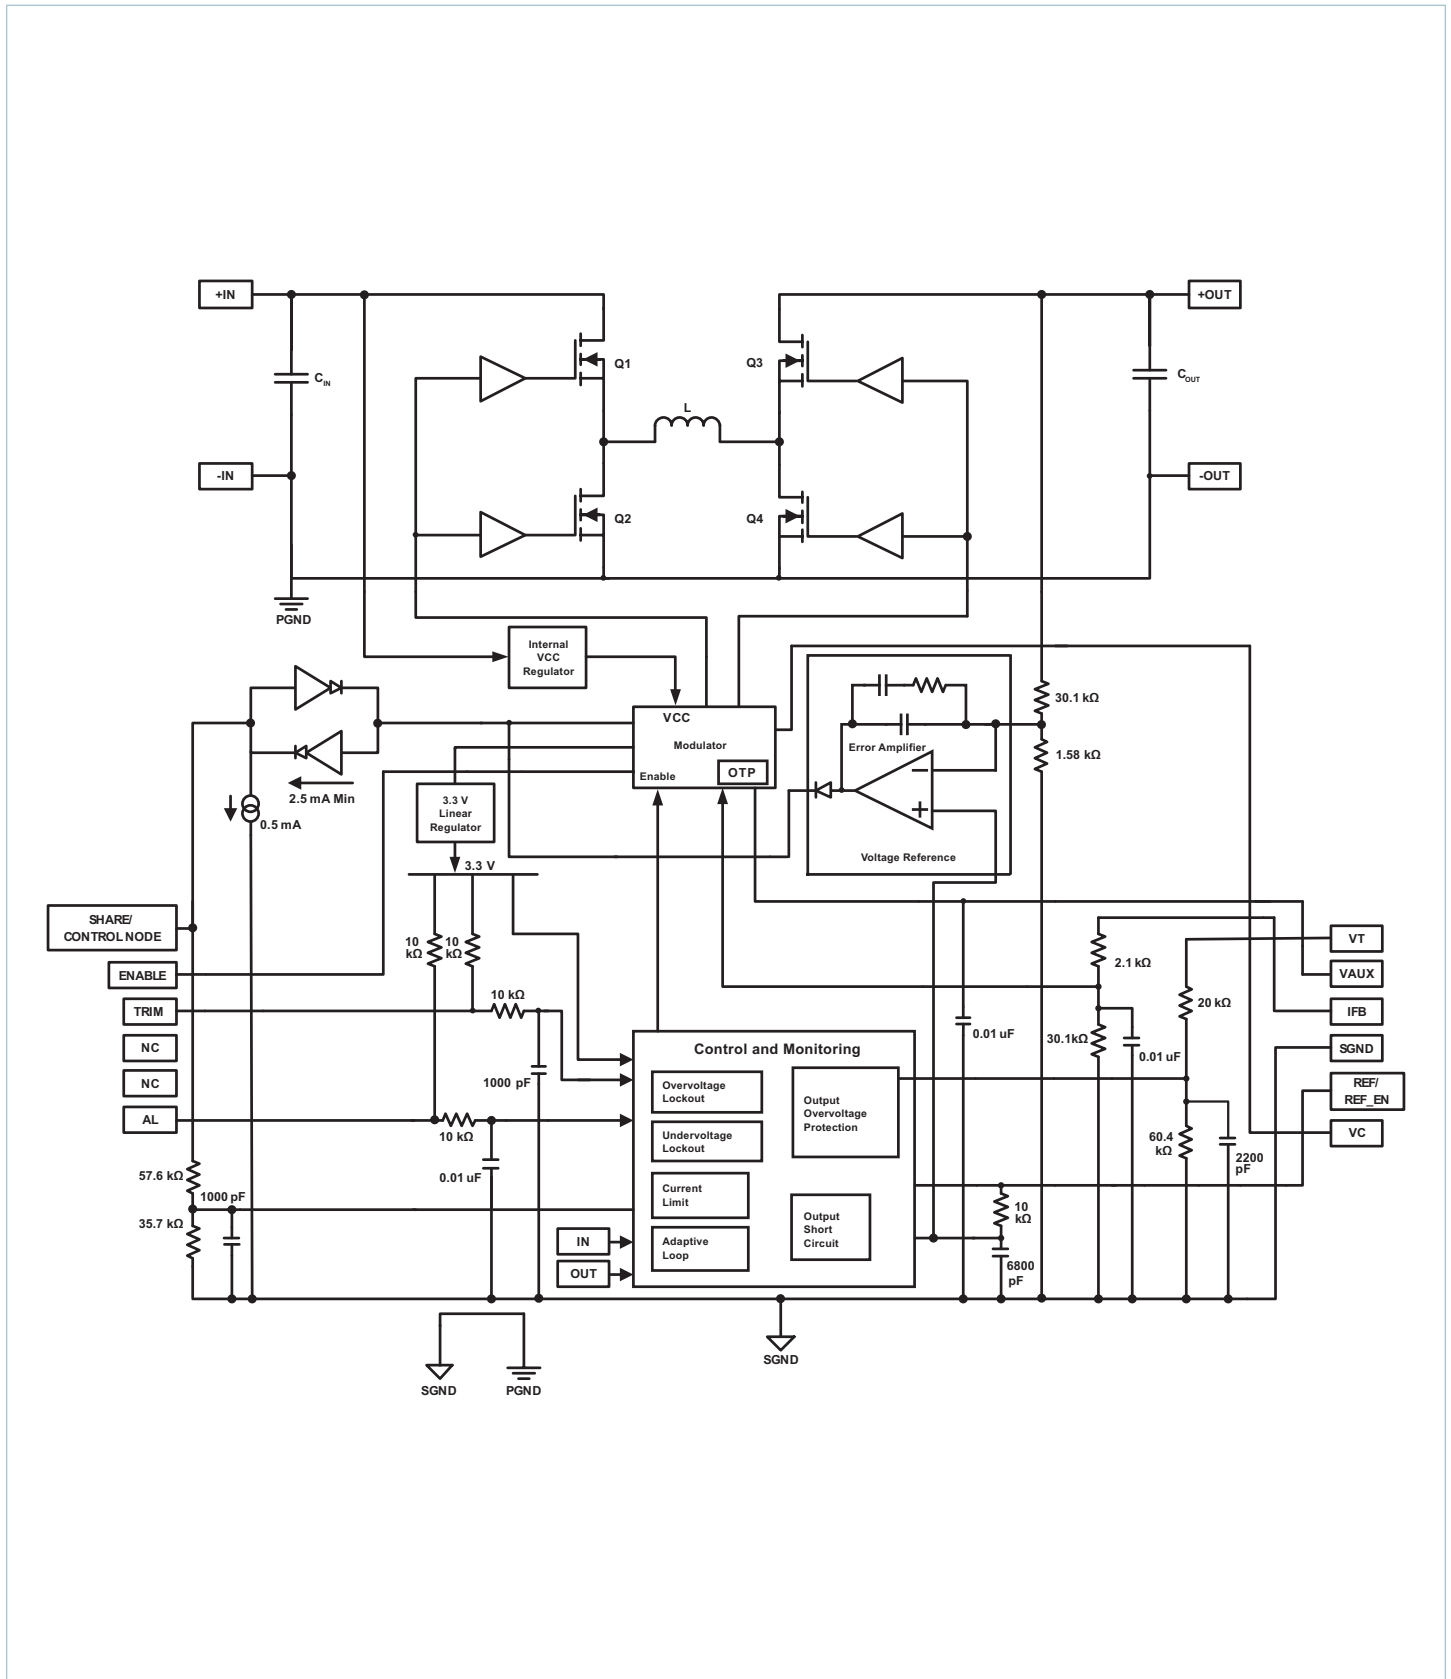 +IN
+OUT
Q1
Q3
CIN
COUT
L
-IN
-OUT
Q2
Q4
PGND
Internal
VCC
Regulator
30.1 kΩ
VCC
Modulator
Error Amplifier
1.58 kΩ
OTP
Enable
2.5 mA Min
3.3 V
Linear
Regulator
0.5 mA
Voltage Reference
3.3 V
SHARE/
CONTROL NODE
10
kΩ
10
kΩ
VT
2.1 kΩ
ENABLE
VAUX
10 kΩ
20 kΩ
TRIM
IFB
0.01 uF
30.1kΩ
NC
Control and Monitoring
SGND
0.01 uF
1000 pF
NC
Overvoltage
Lockout
Output
Overvoltage
Protection
REF/
REF_EN
AL
10 kΩ
Undervoltage
Lockout
60.4
kΩ
VC
2200
pF
57.6 kΩ
0.01 uF
1000 pF
Current
Limit
10
kΩ
35.7 kΩ
Output
Short
Circuit
IN
Adaptive
Loop
OUT
6800
pF
SGND
SGND
PGND